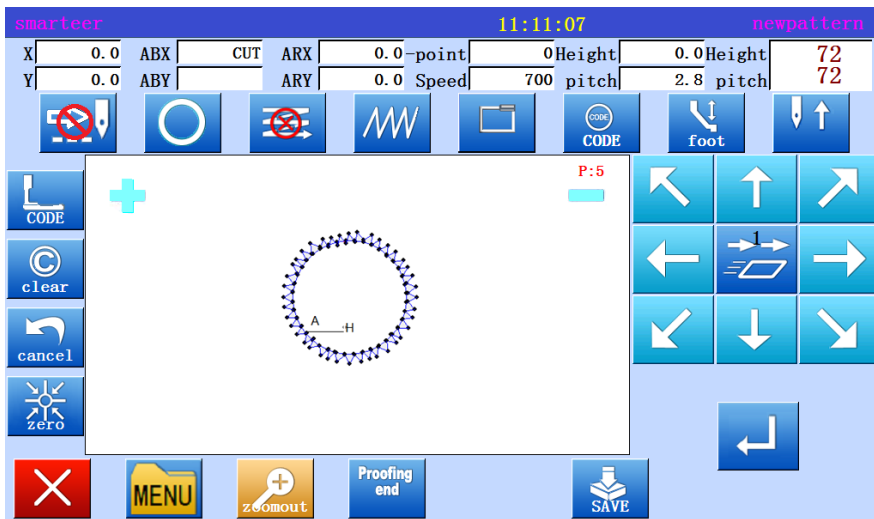 smarteer 11:11:07 newpattern
X 0.0 ABX CUT ARX 0.0 -point 0 Height 0.0 Height 72
Y 0.0 ABY ARY 0.0 Speed 700 pitch 2.8 pitch 72
CODE
CODE
foot
P:5
CODE
1
clear
A
H
cancel
zero
MENU
zoomout
Proofing
end
SAVE